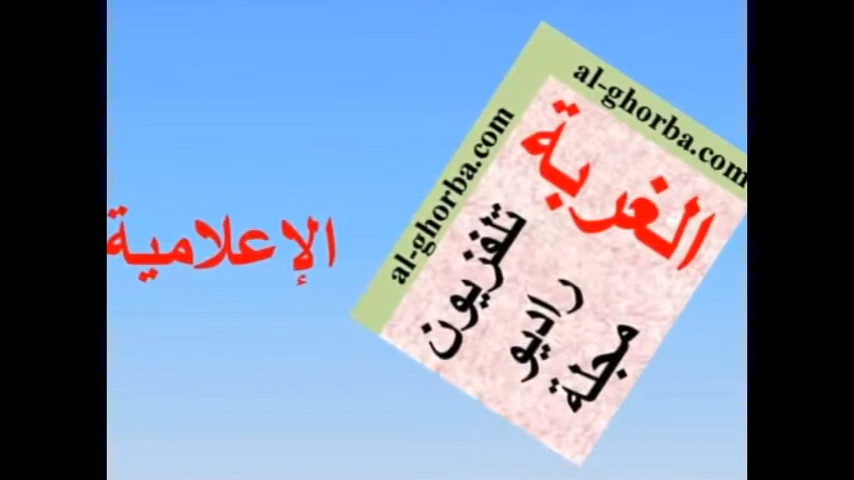 al-ghorba.com
al-ghorba.com
الغربة
مجلة
راديو
تلفزيون
الإعلامية